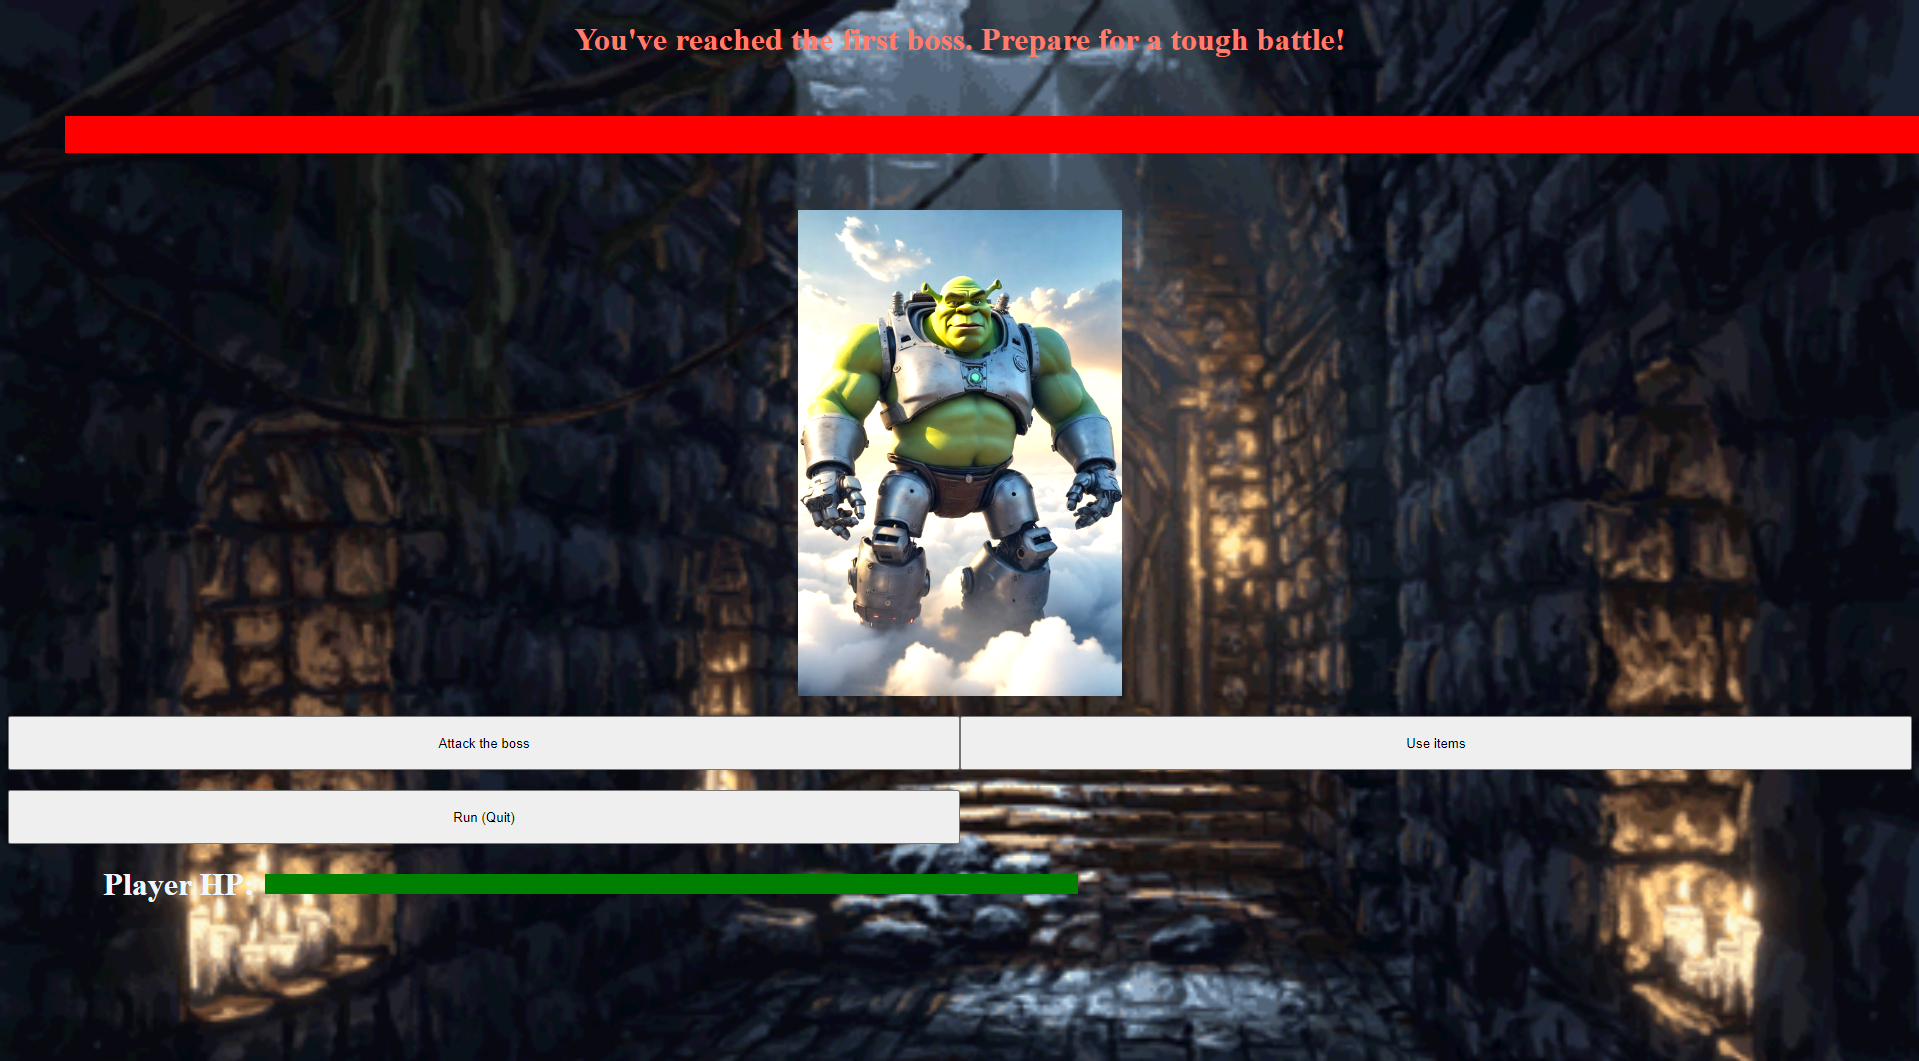 You've reached the first boss. Prepare for a tough battle!
Attack the boss
Use items
Run (Quit)
Player HP: